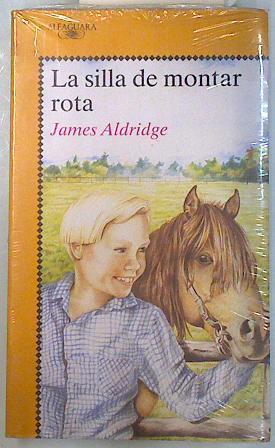 ALFAGUARA
La silla de montar
rota
James Aldridge